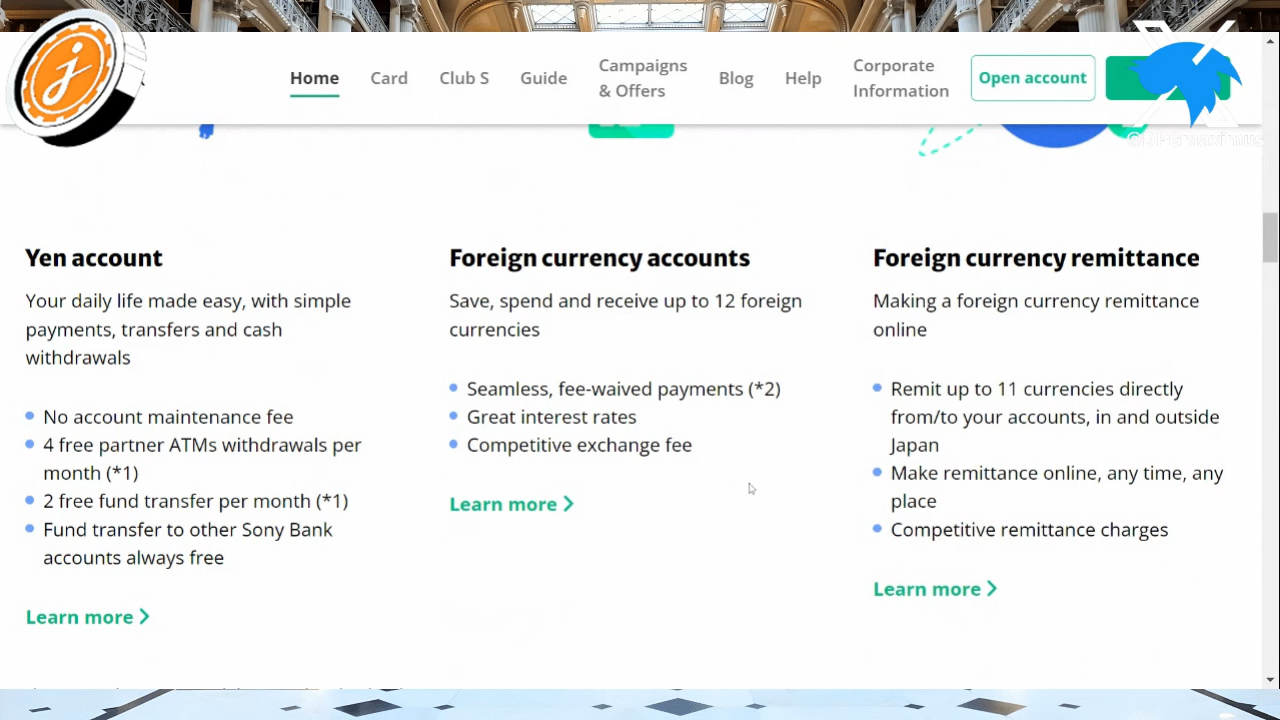 Home
Card
Club S
Guide
Campaigns
& Offers
Blog
Help
Corporate
Information
Open account
Yen account
Your daily life made easy, with simple
payments, transfers and cash
withdrawals
No account maintenance fee
4 free partner ATMs withdrawals per
month (*1)
2 free fund transfer per month (*1)
Fund transfer to other Sony Bank
accounts always free
Learn more
Foreign currency accounts
Save, spend and receive up to 12 foreign
currencies
Seamless, fee-waived payments (*2)
Great interest rates
Competitive exchange fee
Learn more
Foreign currency remittance
Making a foreign currency remittance
online
Remit up to 11 currencies directly
from/to your accounts, in and outside
Japan
Make remittance online, any time, any
place
Competitive remittance charges
Learn more